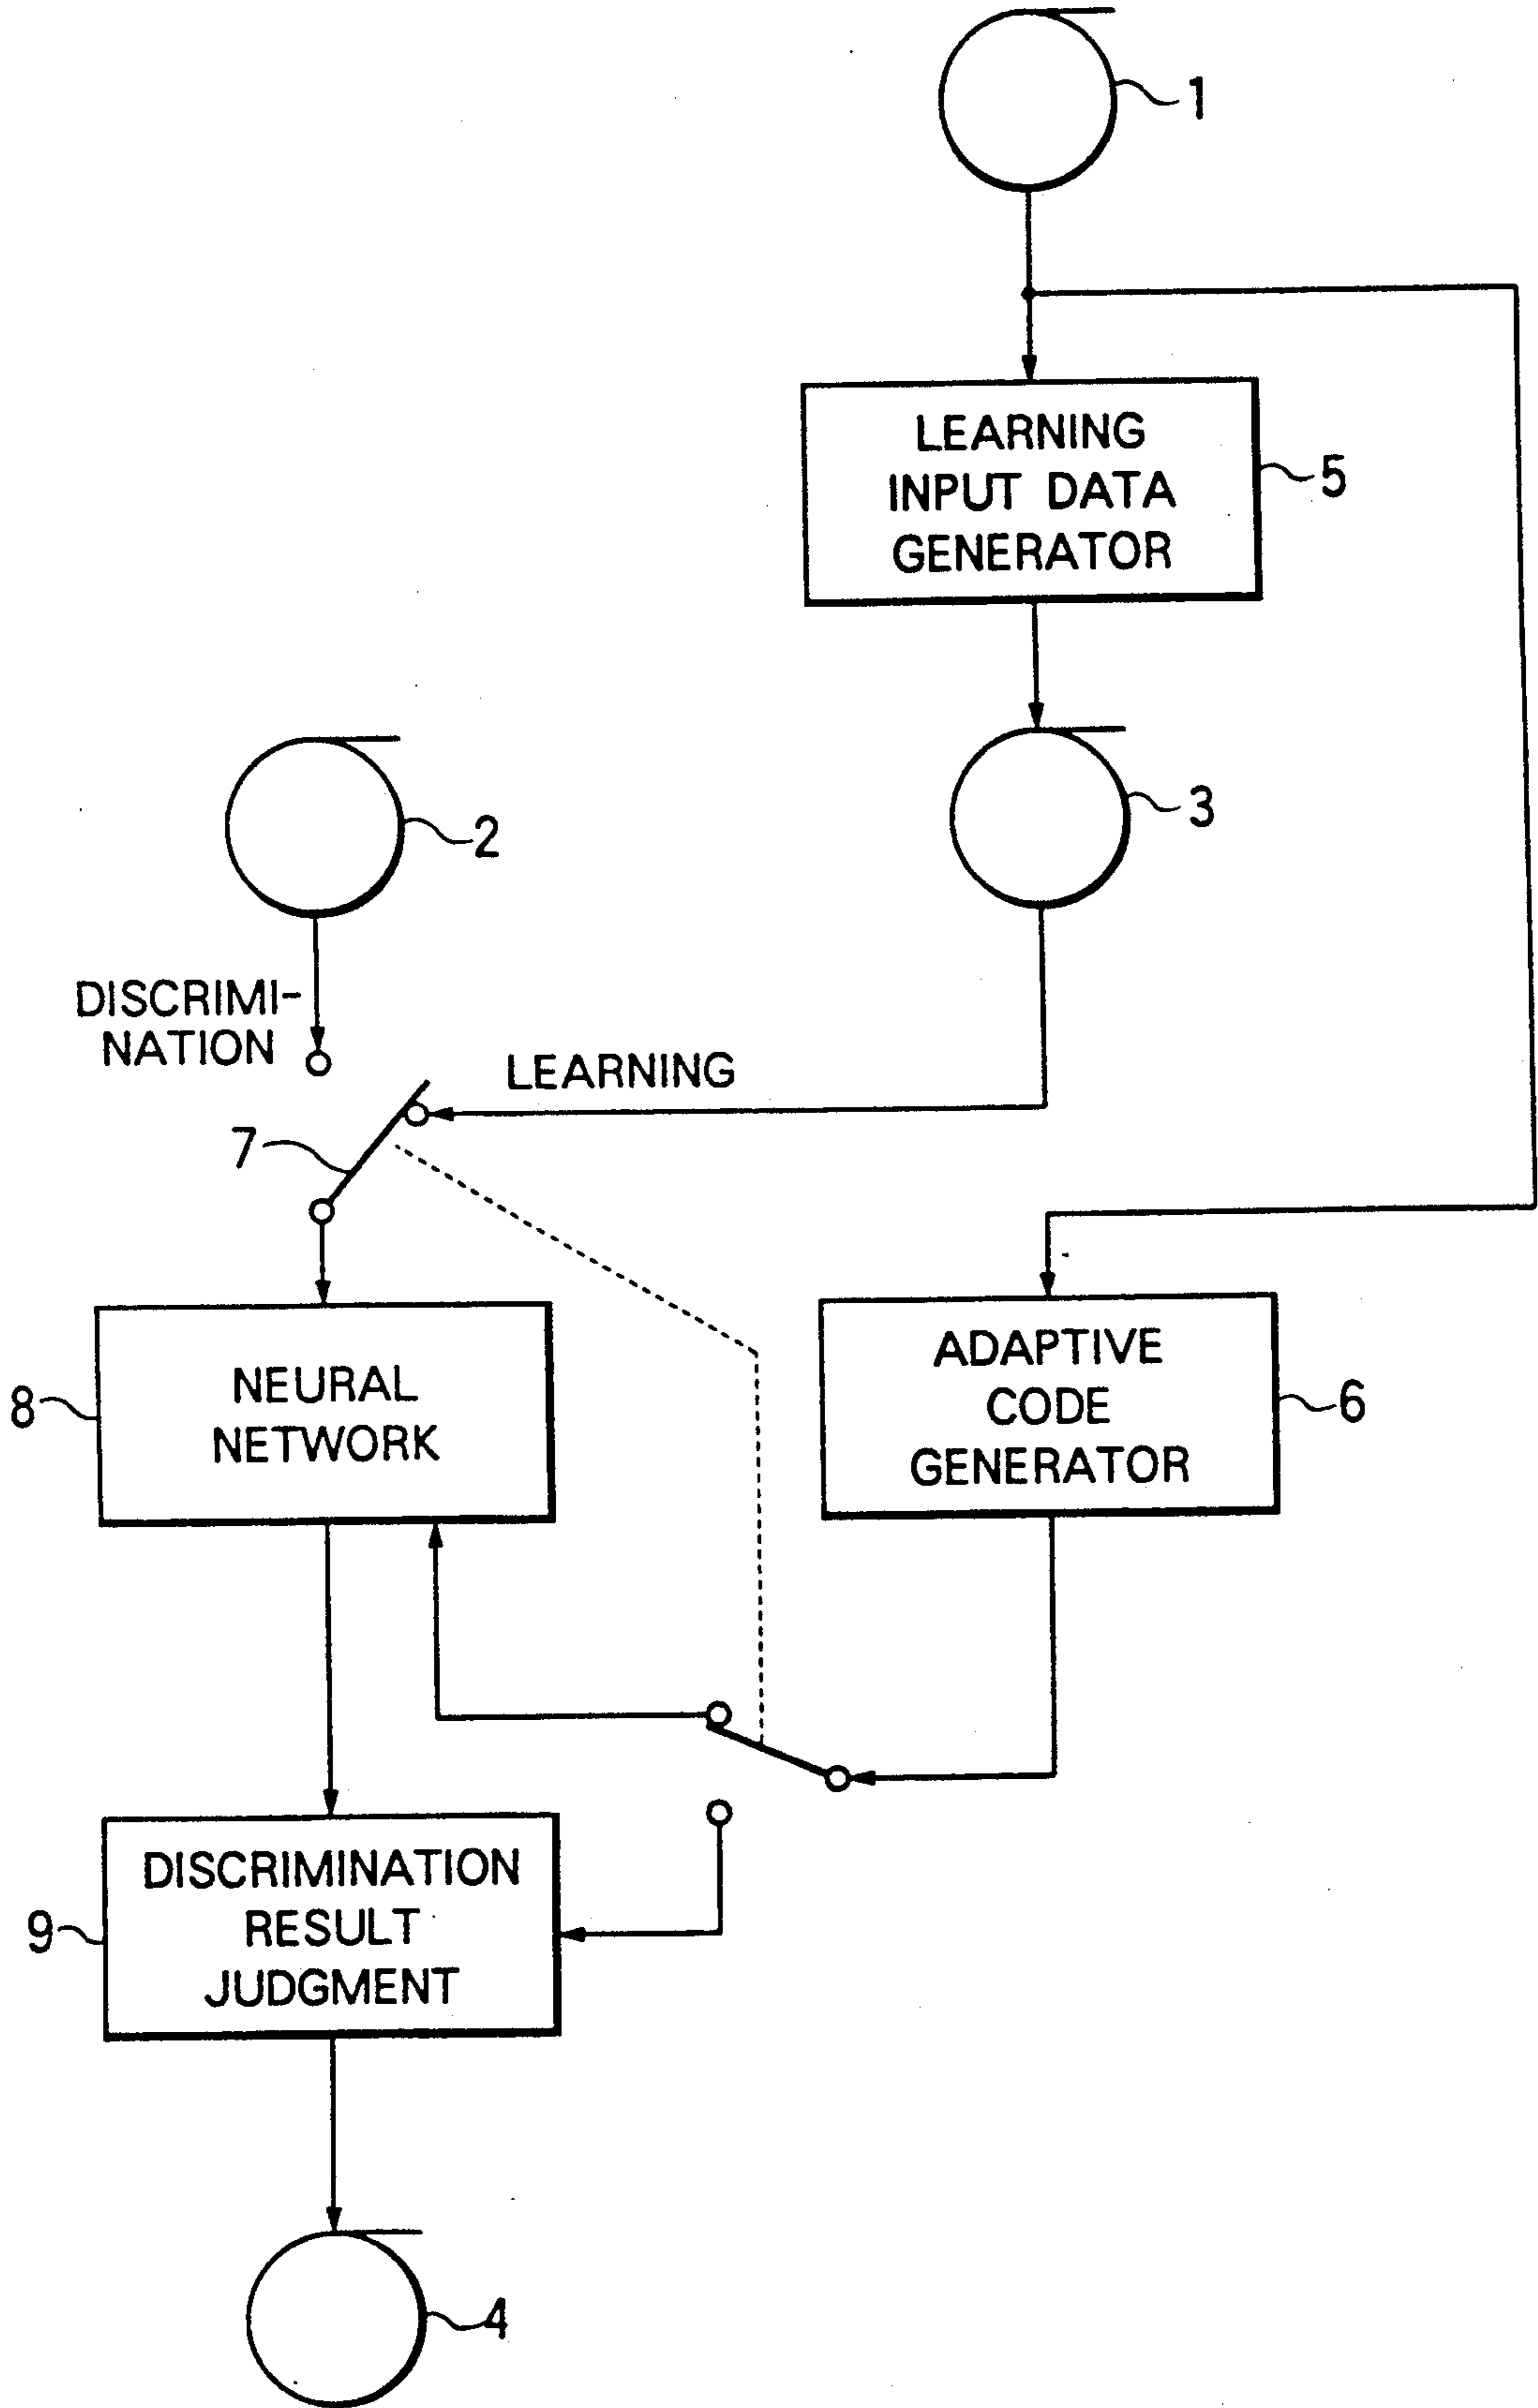 1
LEARNING
INPUT DATA
GENERATOR
5
2
3
DISCRIMI-
NATION
LEARNING
7
NEURAL
NETWORK
8
ADAPTIVE
CODE
GENERATOR
6
DISCRIMINATION
RESULT
JUDGMENT
9
4